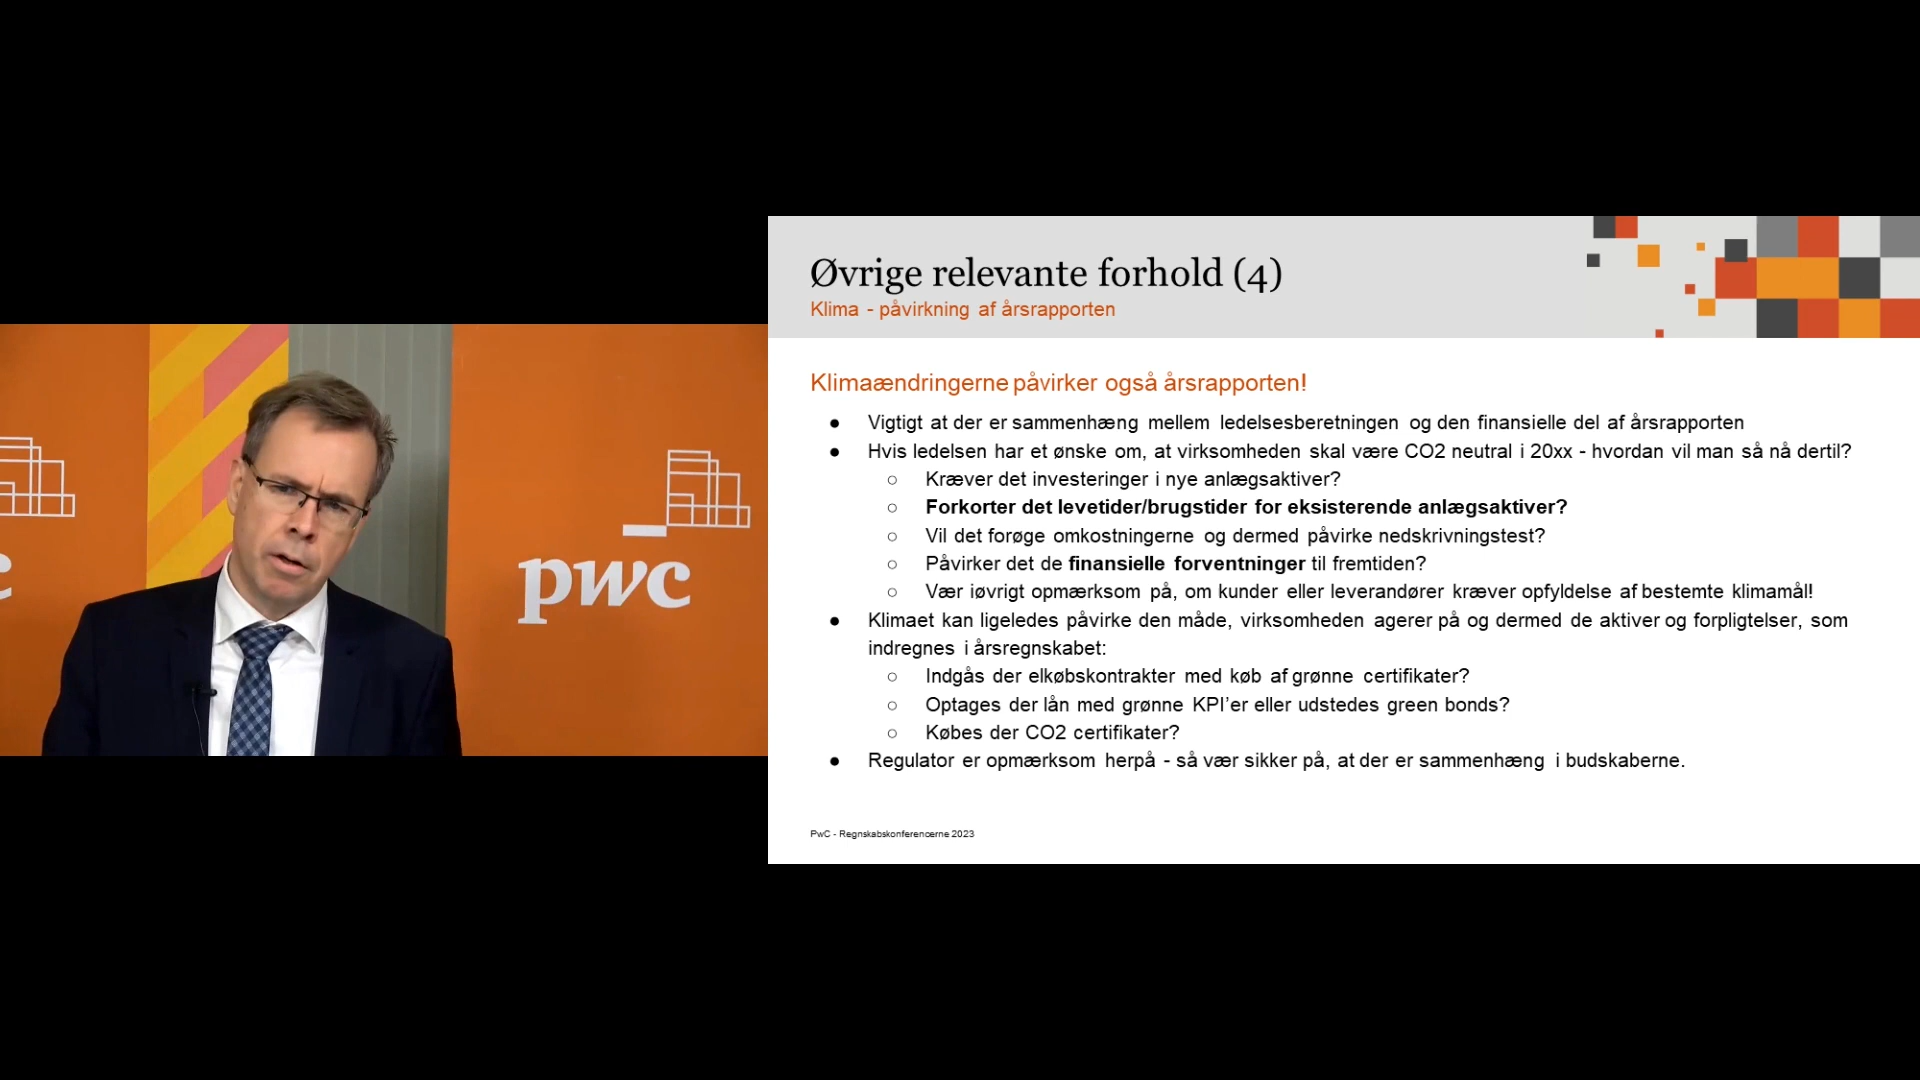 pwc
Øvrige relevante forhold (4)
Klima - påvirkning af årsrapporten
Klimaændringerne påvirker også årsrapporten!
● Vigtigt at der er sammenhæng mellem ledelsesberetningen og den finansielle del af årsrapporten
● Hvis ledelsen har et ønske om, at virksomheden skal være CO2 neutral i 20xx - hvordan vil man så nå dertil?
○ Kræver det investeringer i nye anlægsaktiver?
○ Forkorter det levetider/brugstider for eksisterende anlægsaktiver?
○ Vil det forøge omkostningerne og dermed påvirke nedskrivningstest?
○ Påvirker det de finansielle forventninger til fremtiden?
○ Vær iøvrigt opmærksom på, om kunder eller leverandører kræver opfyldelse af bestemte klimamål!
● Klimaet kan ligeledes påvirke den måde, virksomheden agerer på og dermed de aktiver og forpligtelser, som
indregnes i årsregnskabet:
○ Indgås der elkøbskontrakter med køb af grønne certifikater?
○ Optages der lån med grønne KPI’er eller udstedes green bonds?
○ Købes der CO2 certifikater?
● Regulator er opmærksom herpå - så vær sikker på, at der er sammenhæng i budskaberne.
PwC - Regnskabskonferencerne 2023